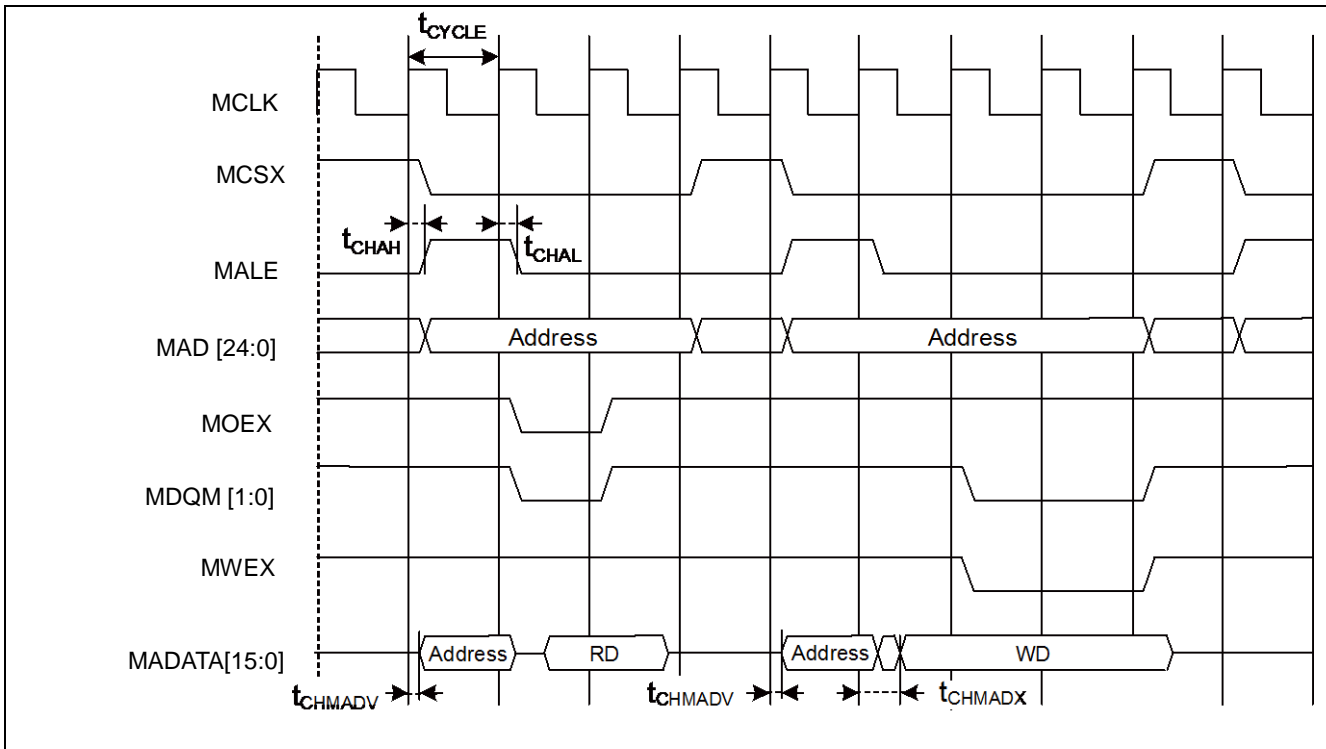 tCYCLE
MCLK
MCSX
tCHAH
tCHAL
MALE
MAD [24:0]
Address
Address
MOEX
MDQM [1:0]
MWEX
MADATA[15:0]
Address
RD
Address
WD
tCHMADV
tCHMADV
tCHMADX